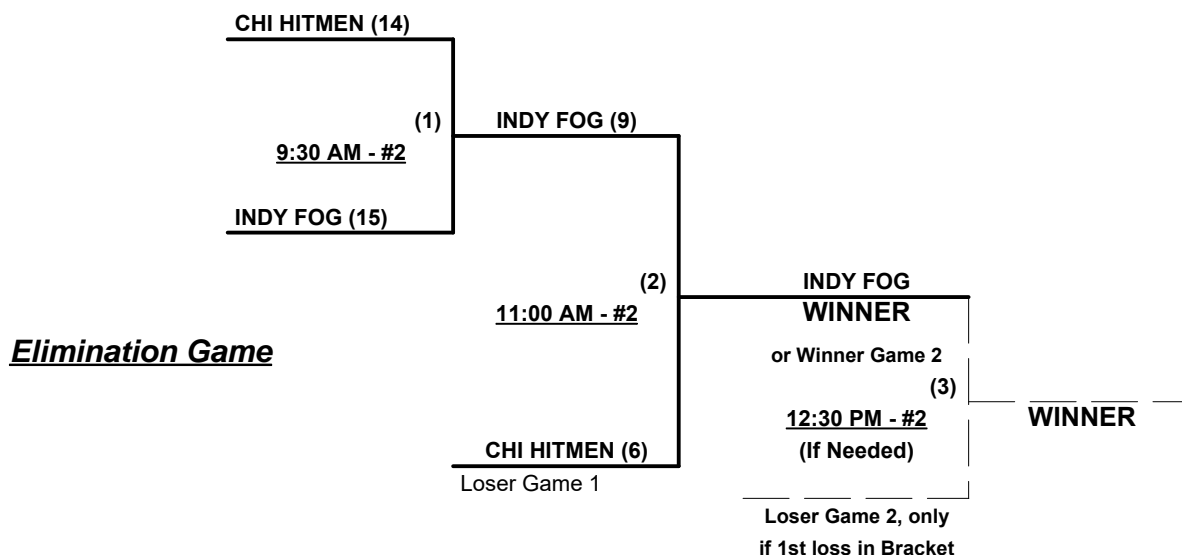 CHI HITMEN (14)
(1)
INDY FOG (9)
9:30 AM - #2
INDY FOG (15)
(2)
INDY FOG
11:00 AM - #2
WINNER
Elimination Game
or Winner Game 2
(3)
12:30 PM - #2
WINNER
(If Needed)
CHI HITMEN (6)
Loser Game 1
Loser Game 2, only
if 1st loss in Bracket